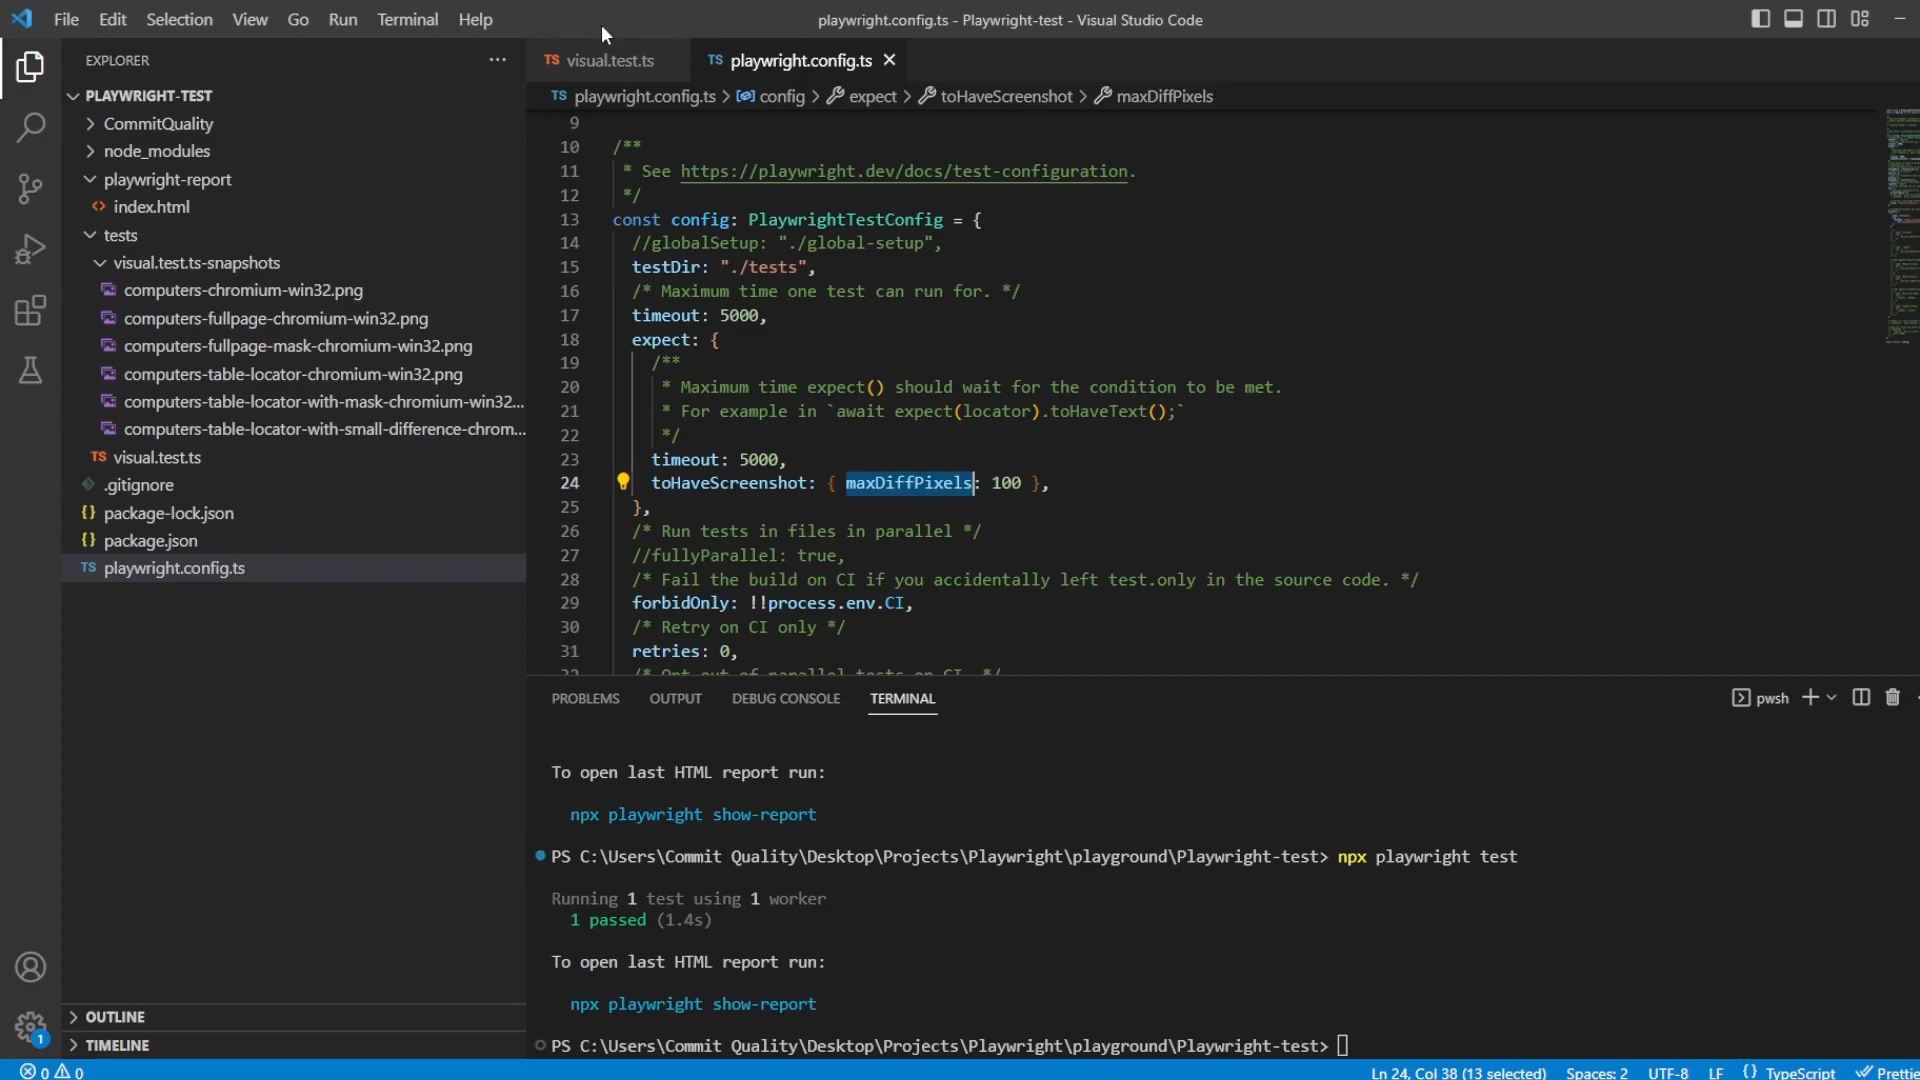 File Edit Selection View Go Run Terminal Help
playwright.config.ts - Playwright-test - Visual Studio Code
EXPLORER
PLAYWRIGHT-TEST
CommitQuality
node_modules
playwright-report
index.html
tests
visual.test.ts-snapshots
computers-chromium-win32.png
computers-fullpage-chromium-win32.png
computers-fullpage-mask-chromium-win32.png
computers-table-locator-chromium-win32.png
computers-table-locator-with-mask-chromium-win32...
computers-table-locator-with-small-difference-chrom...
TS visual.test.ts
.gitignore
{} package-lock.json
{} package.json
TS playwright.config.ts
OUTLINE
TIMELINE
TS visual.test.ts TS playwright.config.ts
TS playwright.config.ts > config > expect > toHaveScreenshot > maxDiffPixels
9
10 /**
11 * See https://playwright.dev/docs/test-configuration.
12 */
13 const config: PlaywrightTestConfig = {
14 //globalSetup: "./global-setup",
15 testDir: "./tests",
16 /* Maximum time one test can run for. */
17 timeout: 5000,
18 expect: {
19 /**
20 * Maximum time expect() should wait for the condition to be met.
21 * For example in `await expect(locator).toHaveText();`
22 */
23 timeout: 5000,
24 toHaveScreenshot: { maxDiffPixels: 100 },
25 },
26 /* Run tests in files in parallel */
27 //fullyParallel: true,
28 /* Fail the build on CI if you accidentally left test.only in the source code. */
29 forbidOnly: !!process.env.CI,
30 /* Retry on CI only */
31 retries: 0,
32 /* Opt out of parallel tests on CI. */
PROBLEMS OUTPUT DEBUG CONSOLE TERMINAL
pwsh
To open last HTML report run:
npx playwright show-report
PS C:\Users\Commit Quality\Desktop\Projects\Playwright\playground\Playwright-test> npx playwright test
Running 1 test using 1 worker
1 passed (1.4s)
To open last HTML report run:
npx playwright show-report
PS C:\Users\Commit Quality\Desktop\Projects\Playwright\playground\Playwright-test>
1
0 0
Ln 24, Col 38 (13 selected) Spaces: 2 UTF-8 LF {} TypeScript Prettie